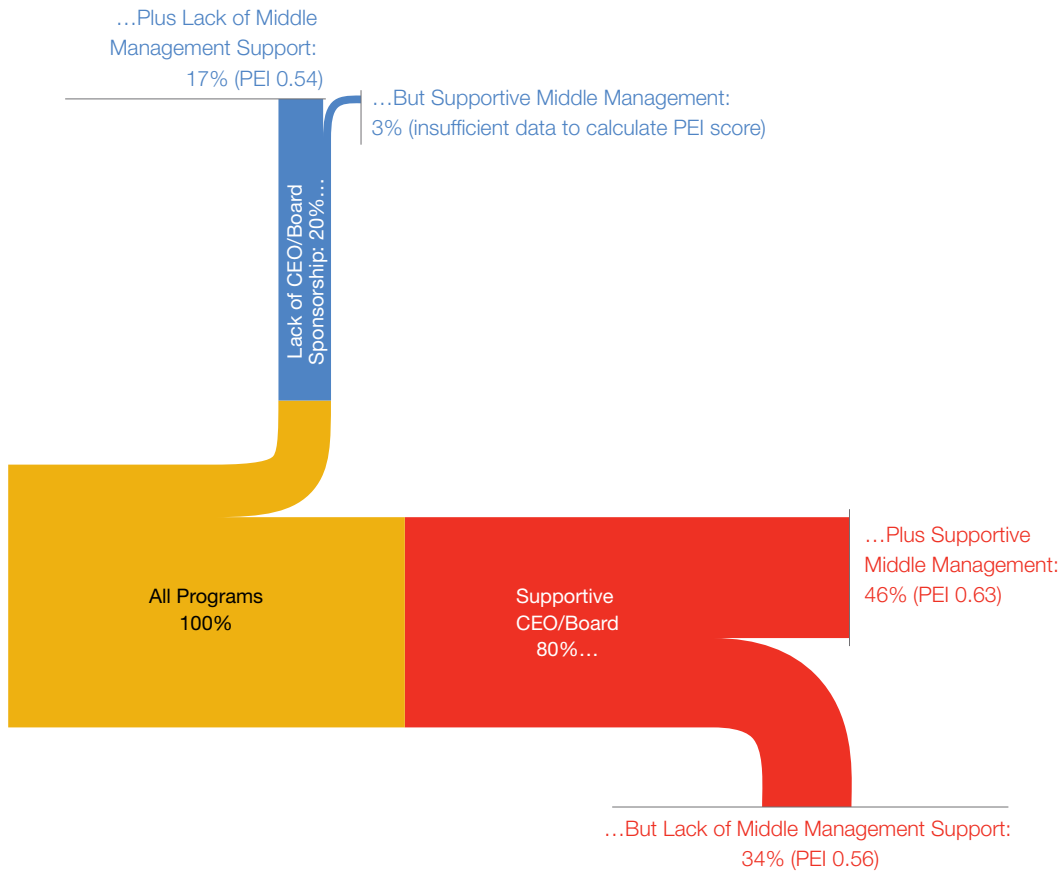 …Plus Lack of Middle
Management Support:
17% (PEI 0.54)
…But Supportive Middle Management:
3% (insufficient data to calculate PEI score)
Lack of CEO/Board
Sponsorship: 20%…
All Programs
100%
Supportive
CEO/Board
80%…
…Plus Supportive
Middle Management:
46% (PEI 0.63)
…But Lack of Middle Management Support:
34% (PEI 0.56)